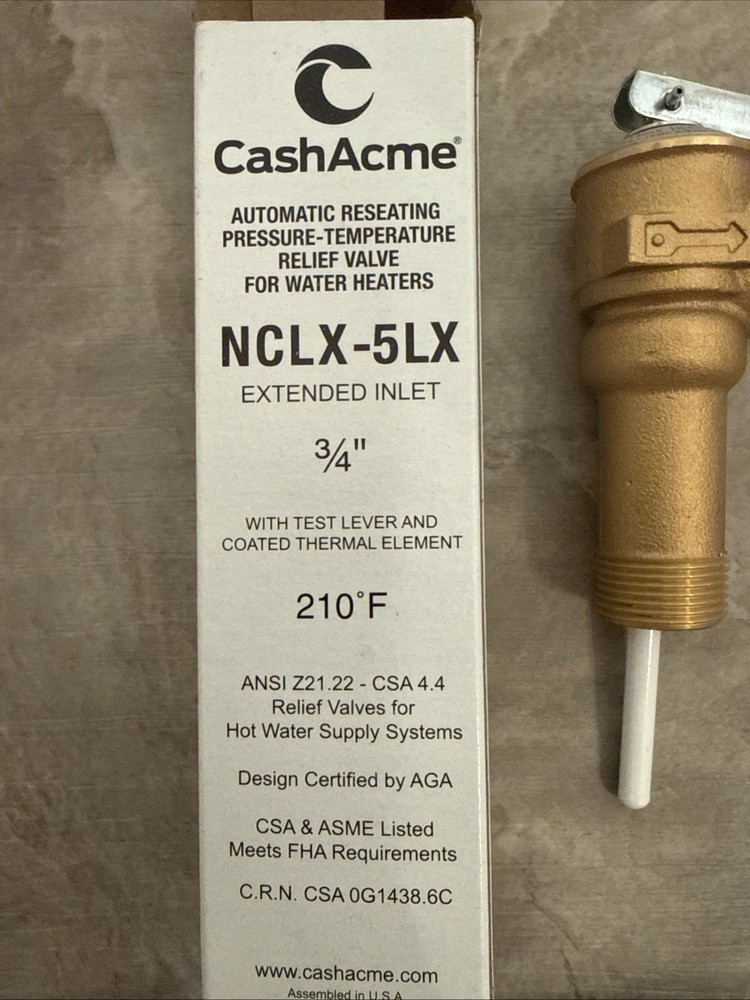 CashAcme®
AUTOMATIC RESEATING
PRESSURE-TEMPERATURE
RELIEF VALVE
FOR WATER HEATERS
NCLX-5LX
EXTENDED INLET
3/4"
WITH TEST LEVER AND
COATED THERMAL ELEMENT
210°F
ANSI Z21.22 - CSA 4.4
Relief Valves for
Hot Water Supply Systems
Design Certified by AGA
CSA & ASME Listed
Meets FHA Requirements
C.R.N. CSA 0G1438.6C
www.cashacme.com
Assembled in U.S.A